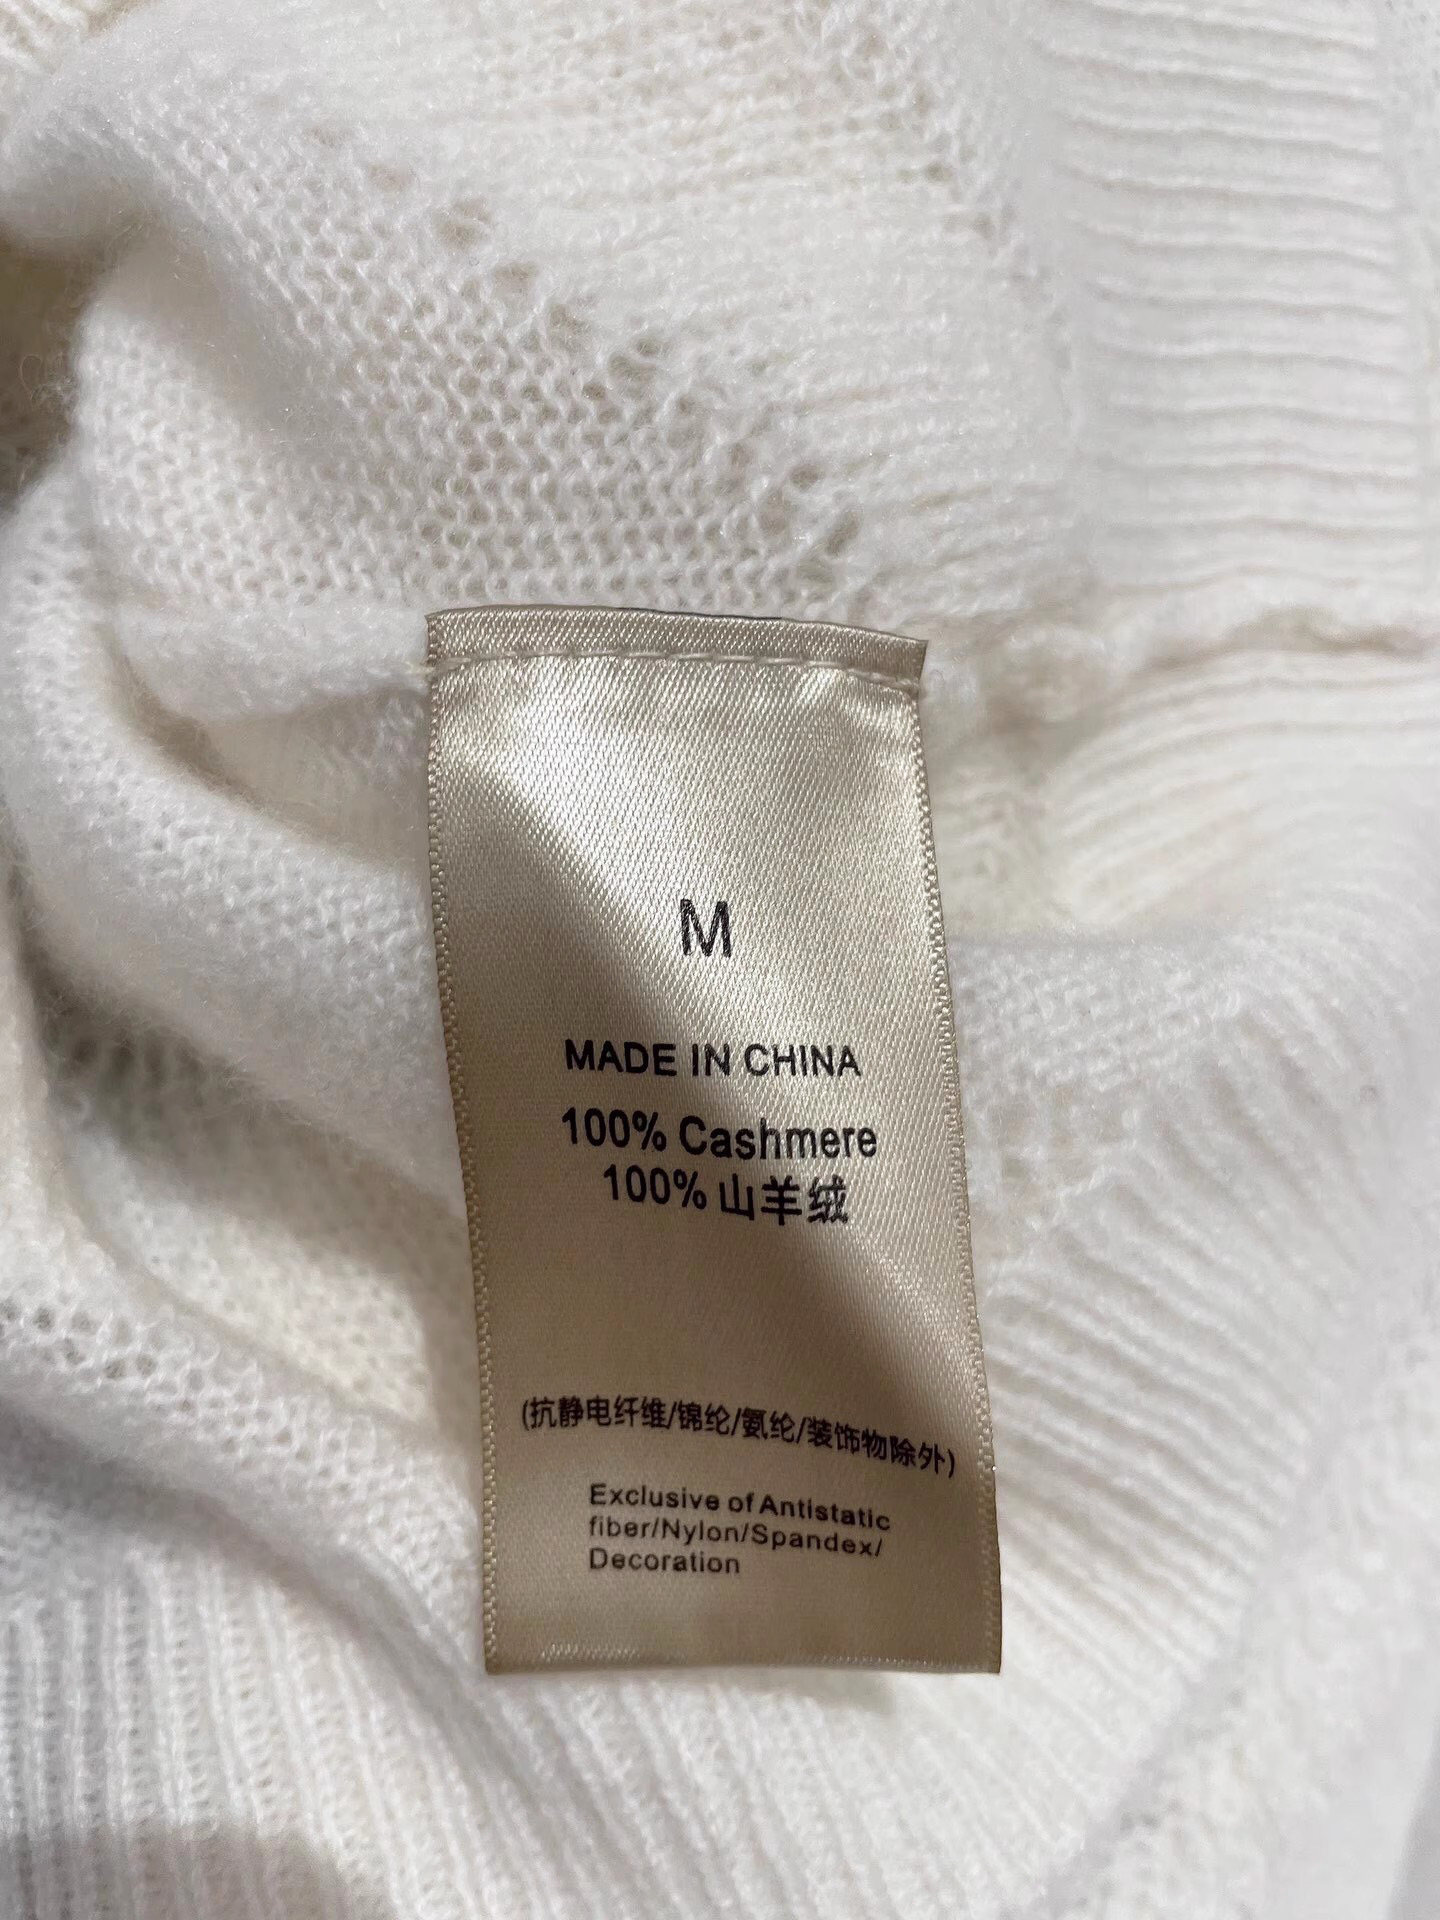 M
MADE IN CHINA
100% Cashmere
100% 山羊绒
(抗静电纤维/锦纶/氨纶/装饰物除外)
Exclusive of Antistatic
fiber/Nylon/Spandex/
Decoration